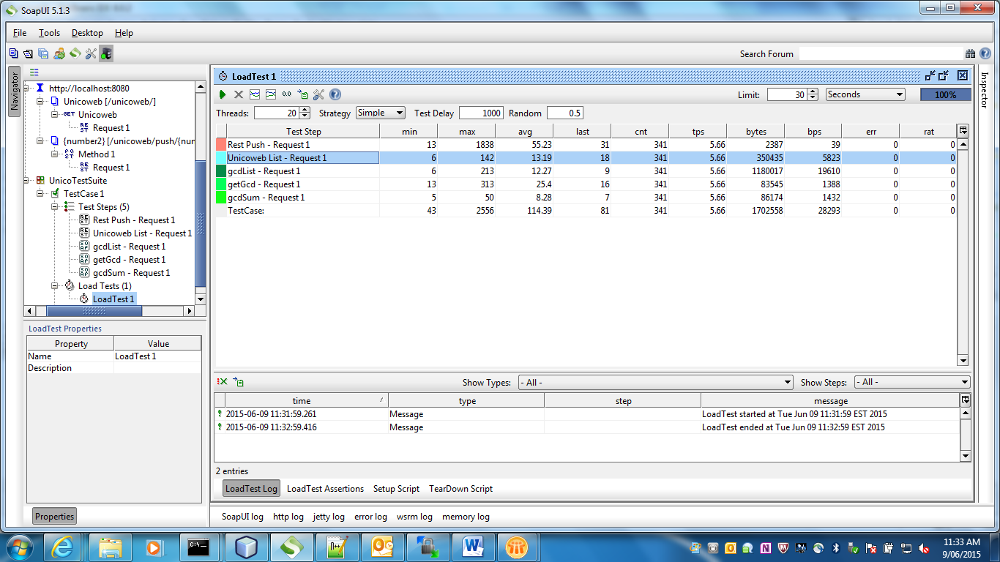 SoapUI 5.1.3
File Tools Desktop Help
Search Forum
Navigator
http://localhost:8080
Unicoweb [/unicoweb/]
GET Unicoweb
REST Request 1
{number2} [/unicoweb/push/{num
POST Method 1
REST Request 1
UnicoTestSuite
TestCase 1
Test Steps (5)
REST Rest Push - Request 1
REST Unicoweb List - Request 1
SOAP gcdList - Request 1
SOAP getGcd - Request 1
SOAP gcdSum - Request 1
Load Tests (1)
LoadTest 1
LoadTest Properties
Property Value
Name LoadTest 1
Description
Properties
LoadTest 1
0.0 Limit: 30 Seconds 100%
Threads: 20 Strategy Simple Test Delay 1000 Random 0.5
Test Step min max avg last cnt tps bytes bps err rat
Rest Push - Request 1 13 1838 55.23 31 341 5.66 2387 39 0 0
Unicoweb List - Request 1 6 142 13.19 18 341 5.66 350435 5823 0 0
gcdList - Request 1 6 213 12.27 9 341 5.66 1180017 19610 0 0
getGcd - Request 1 13 313 25.4 16 341 5.66 83545 1388 0 0
gcdSum - Request 1 5 50 8.28 7 341 5.66 86174 1432 0 0
TestCase: 43 2556 114.39 81 341 5.66 1702558 28293 0 0
Show Types: - All - Show Steps: - All -
time type step message
2015-06-09 11:31:59.261 Message LoadTest started at Tue Jun 09 11:31:59 EST 2015
2015-06-09 11:32:59.416 Message LoadTest ended at Tue Jun 09 11:32:59 EST 2015
2 entries
LoadTest Log LoadTest Assertions Setup Script TearDown Script
SoapUI log http log jetty log error log wsrm log memory log
Inspector
C:\
11:33 AM
9/06/2015